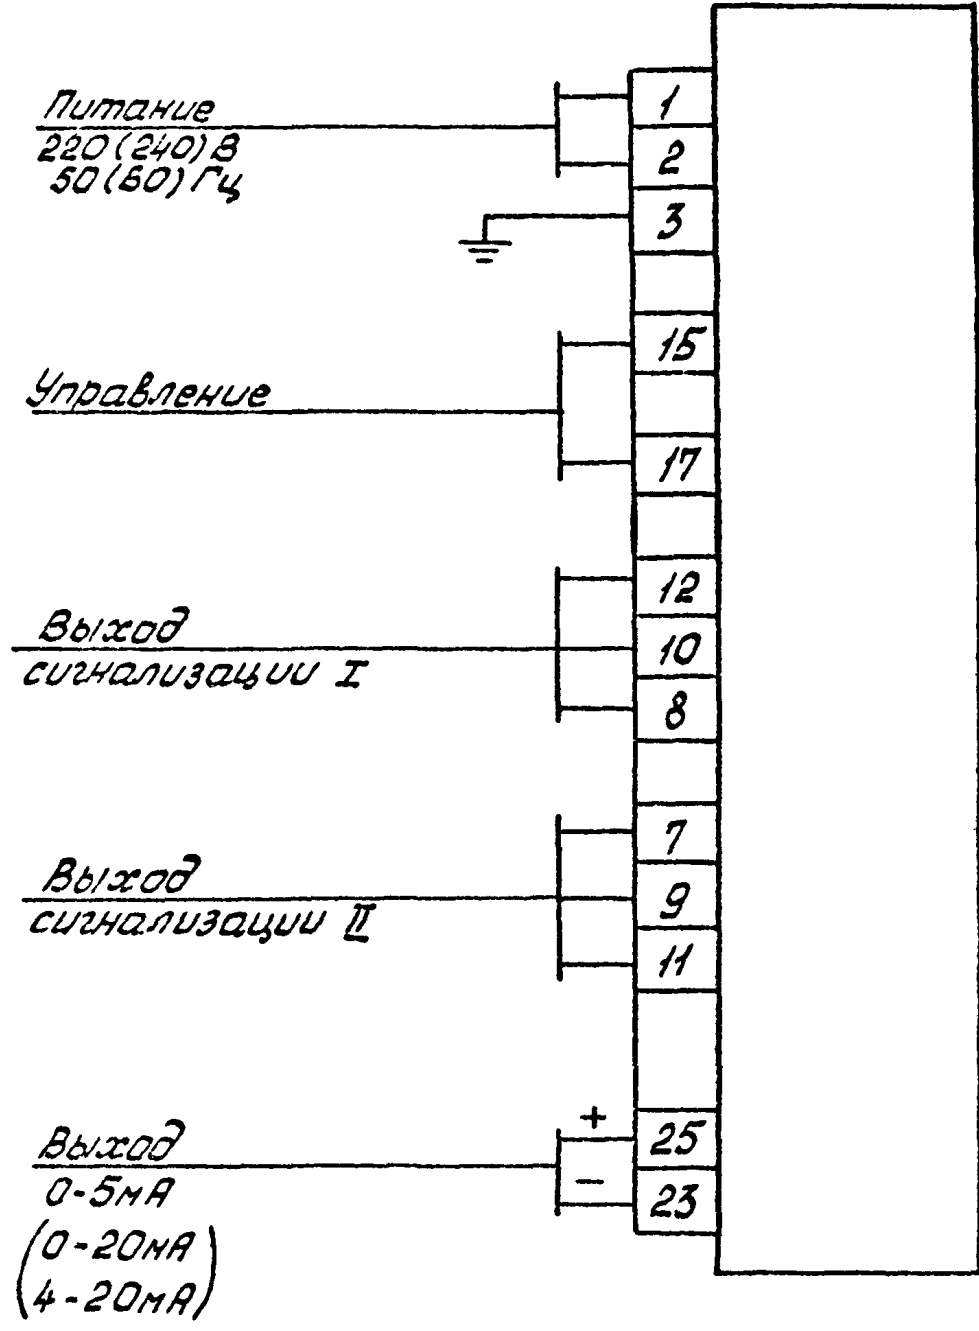 Питание
220 (240) В
50 (60) Гц
1
2
3
Управление
15
17
Выход
сигнализации I
12
10
8
Выход
сигнализации II
7
9
11
Выход
0-5мА
(0-20мА
4-20мА)
+
25
−
23